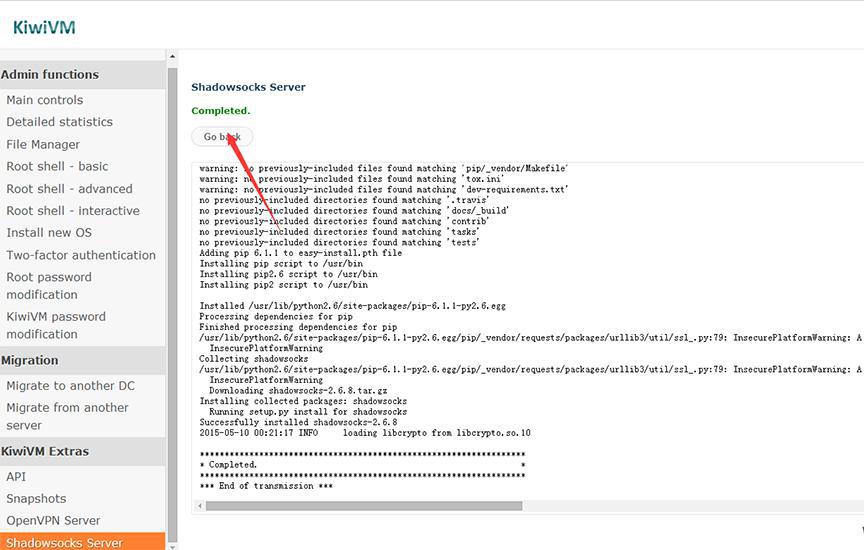 KiwiVM
Admin functions
Main controls
Detailed statistics
File Manager
Root shell - basic
Root shell - advanced
Root shell - interactive
Install new OS
Two-factor authentication
Root password
modification
KiwiVM password
modification
Migration
Migrate to another DC
Migrate from another
server
KiwiVM Extras
API
Snapshots
OpenVPN Server
Shadowsocks Server
Shadowsocks Server
Completed.
Go back
warning: no previously-included files found matching 'pip/_vendor/Makefile'
warning: no previously-included files found matching 'tox.ini'
warning: no previously-included files found matching 'dev-requirements.txt'
no previously-included directories found matching '.travis'
no previously-included directories found matching 'docs/_build'
no previously-included directories found matching 'contrib'
no previously-included directories found matching 'tasks'
no previously-included directories found matching 'tests'
Adding pip 6.1.1 to easy-install.pth file
Installing pip script to /usr/bin
Installing pip2.6 script to /usr/bin
Installing pip2 script to /usr/bin
Installed /usr/lib/python2.6/site-packages/pip-6.1.1-py2.6.egg
Processing dependencies for pip
Finished processing dependencies for pip
/usr/lib/python2.6/site-packages/pip-6.1.1-py2.6.egg/pip/_vendor/requests/packages/urllib3/util/ssl_.py:79: InsecurePlatformWarning: A
InsecurePlatformWarning
Collecting shadowsocks
/usr/lib/python2.6/site-packages/pip-6.1.1-py2.6.egg/pip/_vendor/requests/packages/urllib3/util/ssl_.py:79: InsecurePlatformWarning: A
InsecurePlatformWarning
Downloading shadowsocks-2.6.8.tar.gz
Installing collected packages: shadowsocks
Running setup.py install for shadowsocks
Successfully installed shadowsocks-2.6.8
2015-05-10 00:21:17 INFO loading libcrypto from libcrypto.so.10
*****************************************************************
* Completed. *
*****************************************************************
*** End of transmission ***